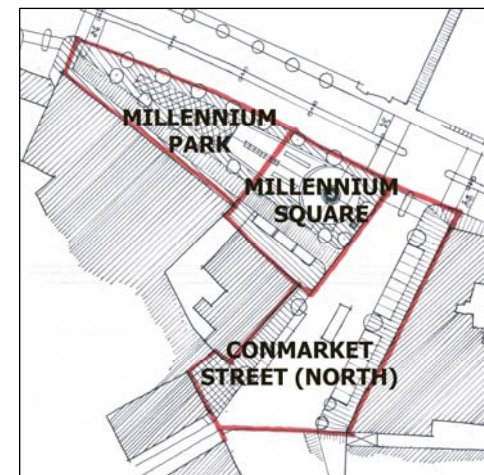 MILLENNIUM
PARK
MILLENNIUM
SQUARE
CONMARKET
STREET (NORTH)